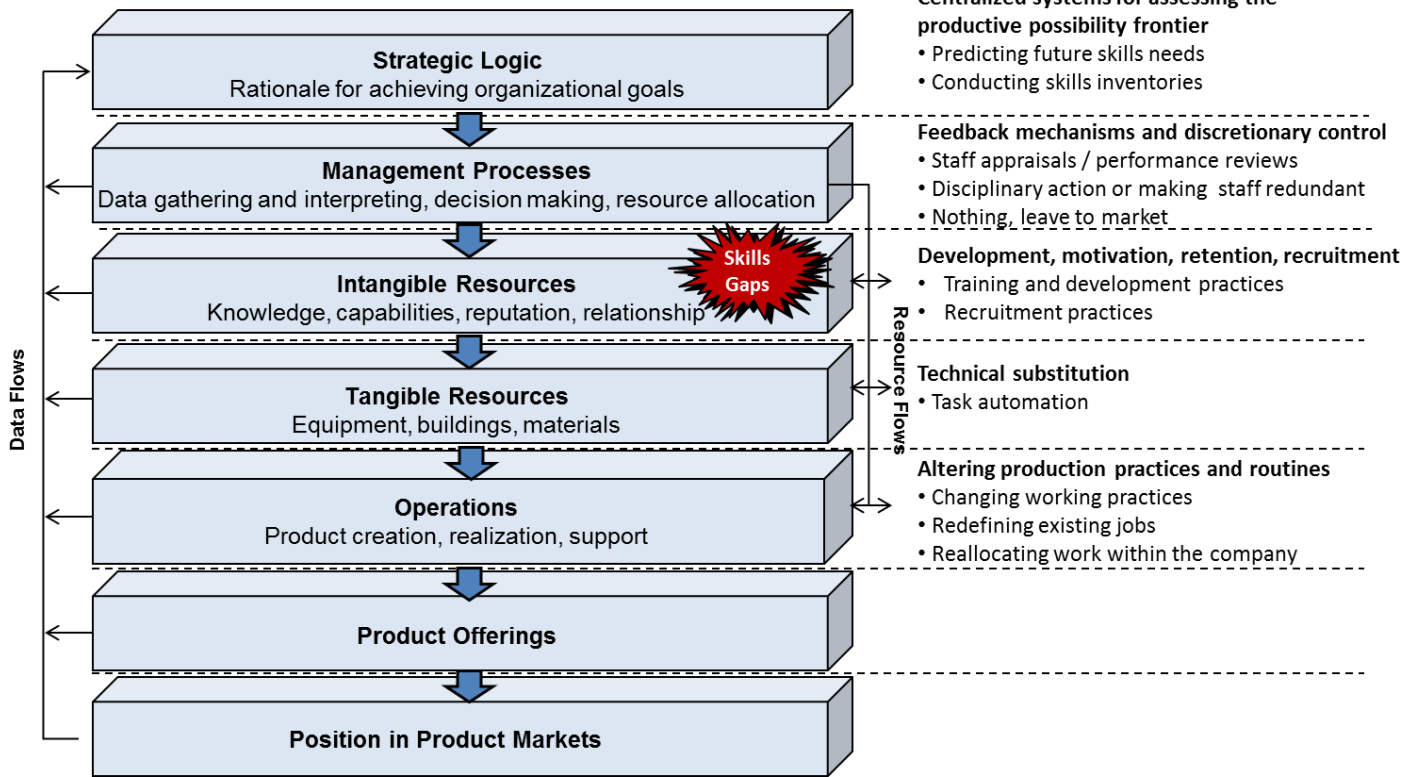 Centralized systems for assessing the
productive possibility frontier
• Predicting future skills needs
• Conducting skills inventories
Strategic Logic
Rationale for achieving organizational goals
Feedback mechanisms and discretionary control
• Staff appraisals / performance reviews
• Disciplinary action or making staff redundant
• Nothing, leave to market
Management Processes
Data gathering and interpreting, decision making, resource allocation
Skills
Gaps
Development, motivation, retention, recruitment
• Training and development practices
• Recruitment practices
Intangible Resources
Knowledge, capabilities, reputation, relationship
Data Flows
Resource Flows
Technical substitution
• Task automation
Tangible Resources
Equipment, buildings, materials
Altering production practices and routines
• Changing working practices
• Redefining existing jobs
• Reallocating work within the company
Operations
Product creation, realization, support
Product Offerings
Position in Product Markets